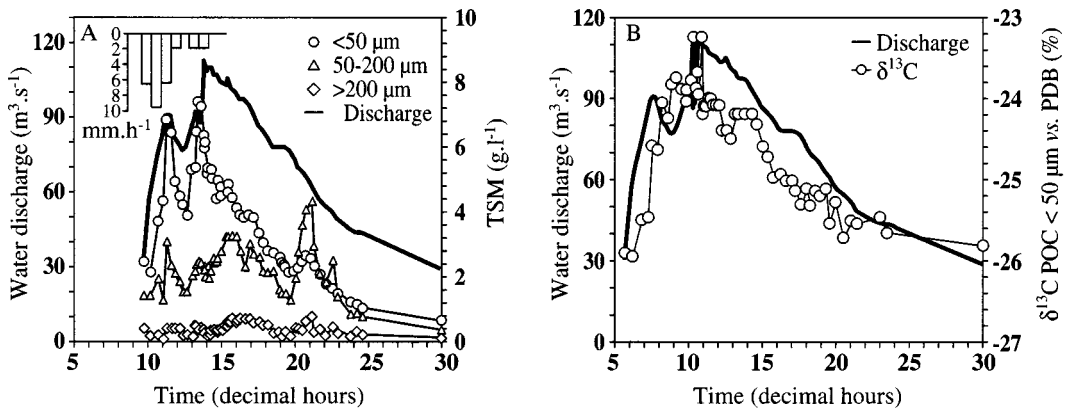 A
Water discharge (m³.s⁻¹)
120
90
60
30
0
0
2
4
6
8
10
mm.h⁻¹
<50 µm
50-200 µm
>200 µm
Discharge
10
8
6
4
2
0
TSM (g.l⁻¹)
5 10 15 20 25 30
Time (decimal hours)
B
Water discharge (m³.s⁻¹)
120
90
60
30
0
Discharge
δ¹³C
-23
-24
-25
-26
-27
δ¹³C POC < 50 µm vs. PDB (%)
5 10 15 20 25 30
Time (decimal hours)